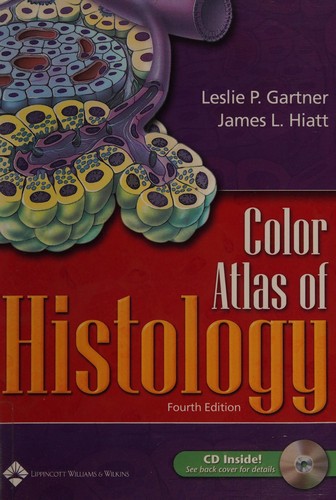 Leslie P. Gartner
James L. Hiatt
Color
Atlas of
Histology
Fourth Edition
CD Inside!
See back cover for details
LIPPINCOTT WILLIAMS & WILKINS